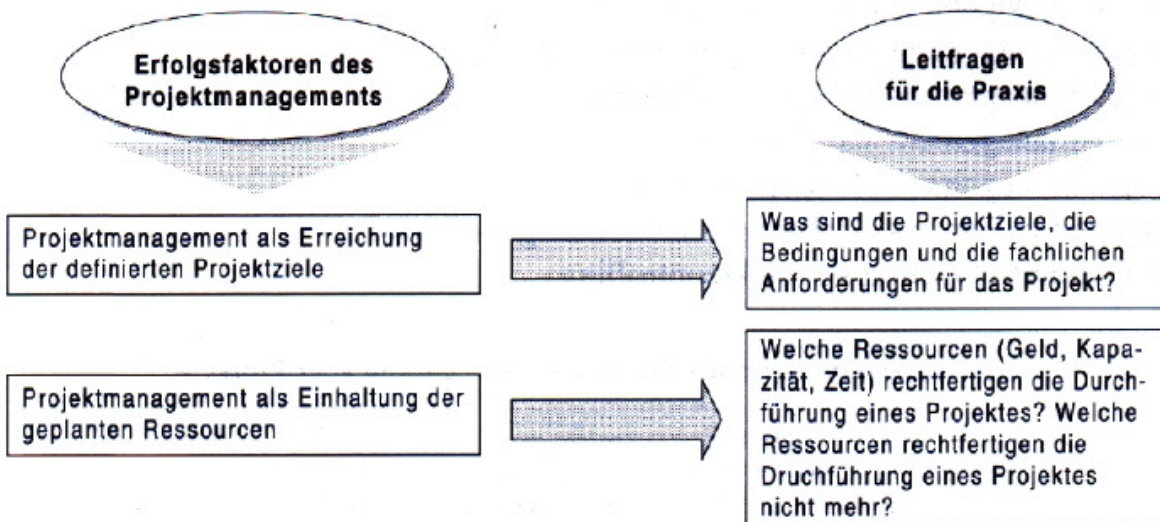 Erfolgsfaktoren des
Projektmanagements
Leitfragen
für die Praxis
Projektmanagement als Erreichung
der definierten Projektziele
Was sind die Projektziele, die
Bedingungen und die fachlichen
Anforderungen für das Projekt?
Projektmanagement als Einhaltung der
geplanten Ressourcen
Welche Ressourcen (Geld, Kapa-
zität, Zeit) rechtfertigen die Durch-
führung eines Projektes? Welche
Ressourcen rechtfertigen die
Druchführung eines Projektes
nicht mehr?